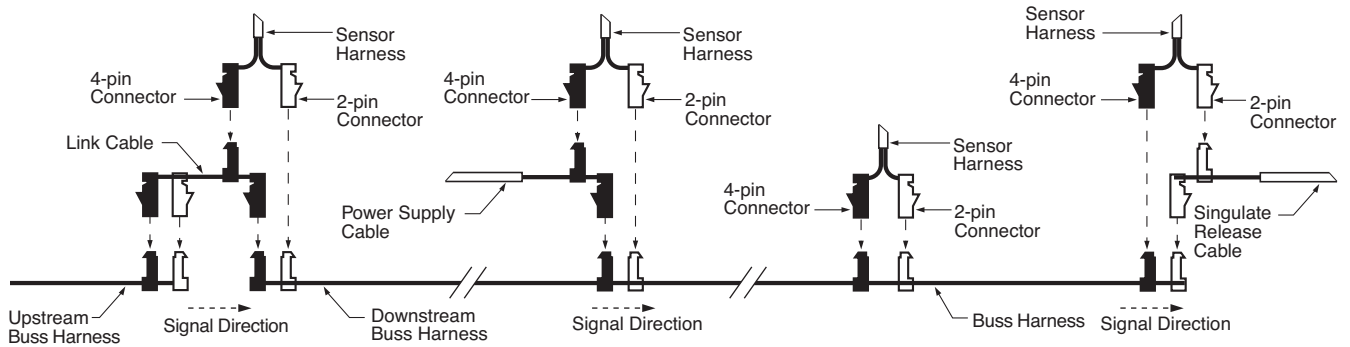 Sensor
Harness
4-pin
Connector
2-pin
Connector
Link Cable
Upstream
Buss Harness
Signal Direction
Downstream
Buss Harness
Sensor
Harness
4-pin
Connector
2-pin
Connector
Power Supply
Cable
Signal Direction
Sensor
Harness
4-pin
Connector
2-pin
Connector
Buss Harness
Sensor
Harness
4-pin
Connector
2-pin
Connector
Singulate
Release
Cable
Signal Direction